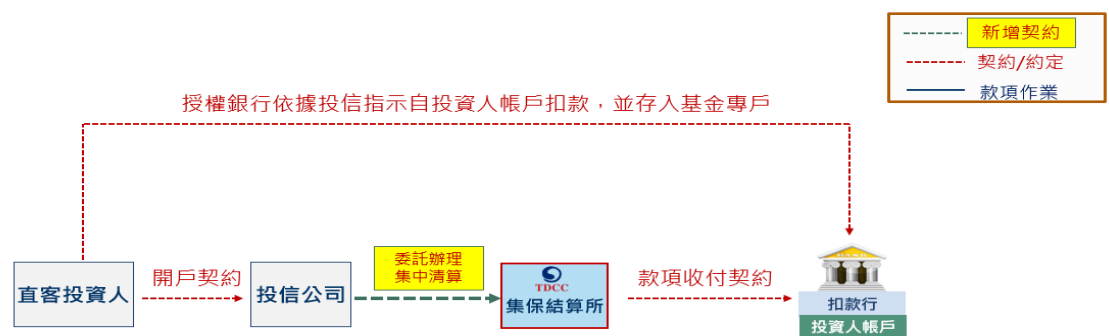 新增契約
契約/約定
款項作業
授權銀行依據投信指示自投資人帳戶扣款，並存入基金專戶
直客投資人
開戶契約
投信公司
委託辦理
集中清算
TDCC
集保結算所
款項收付契約
BANK
扣款行
投資人帳戶